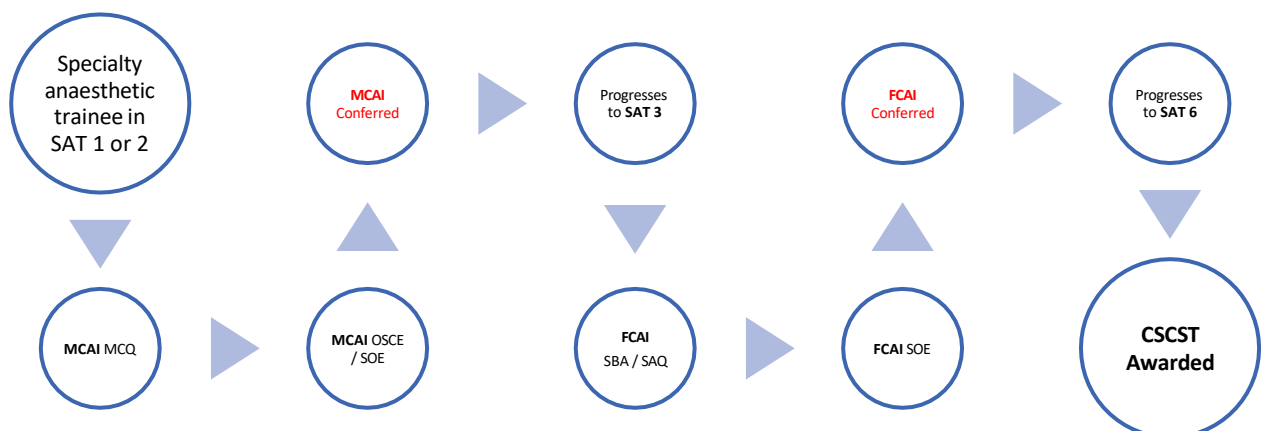 Specialty
anaesthetic
trainee in
SAT 1 or 2
MCAI MCQ
MCAI OSCE
/ SOE
MCAI
Conferred
Progresses
to SAT 3
FCAI
SBA / SAQ
FCAI SOE
FCAI
Conferred
Progresses
to SAT 6
CSCST
Awarded